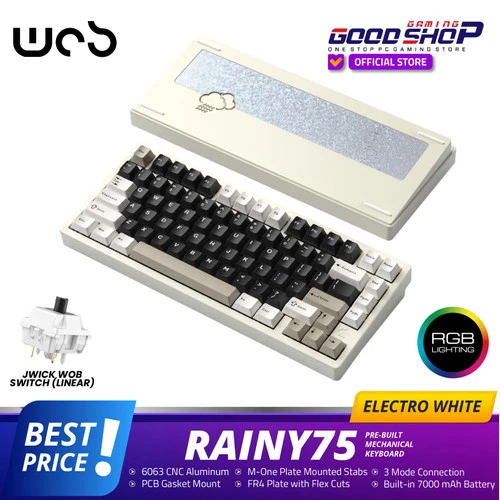 wob
GAMING
GOODSHOP
ONE STOP PC GAMING STORE
OFFICIAL STORE
JWICK WOB
SWITCH (LINEAR)
RGB
LIGHTING
BEST
PRICE!
ELECTRO WHITE
RAINY75
PRE-BUILT
MECHANICAL
KEYBOARD
• 6063 CNC Aluminum
• M-One Plate Mounted Stabs
• 3 Mode Connection
• PCB Gasket Mount
• FR4 Plate with Flex Cuts
• Built-in 7000 mAh Battery